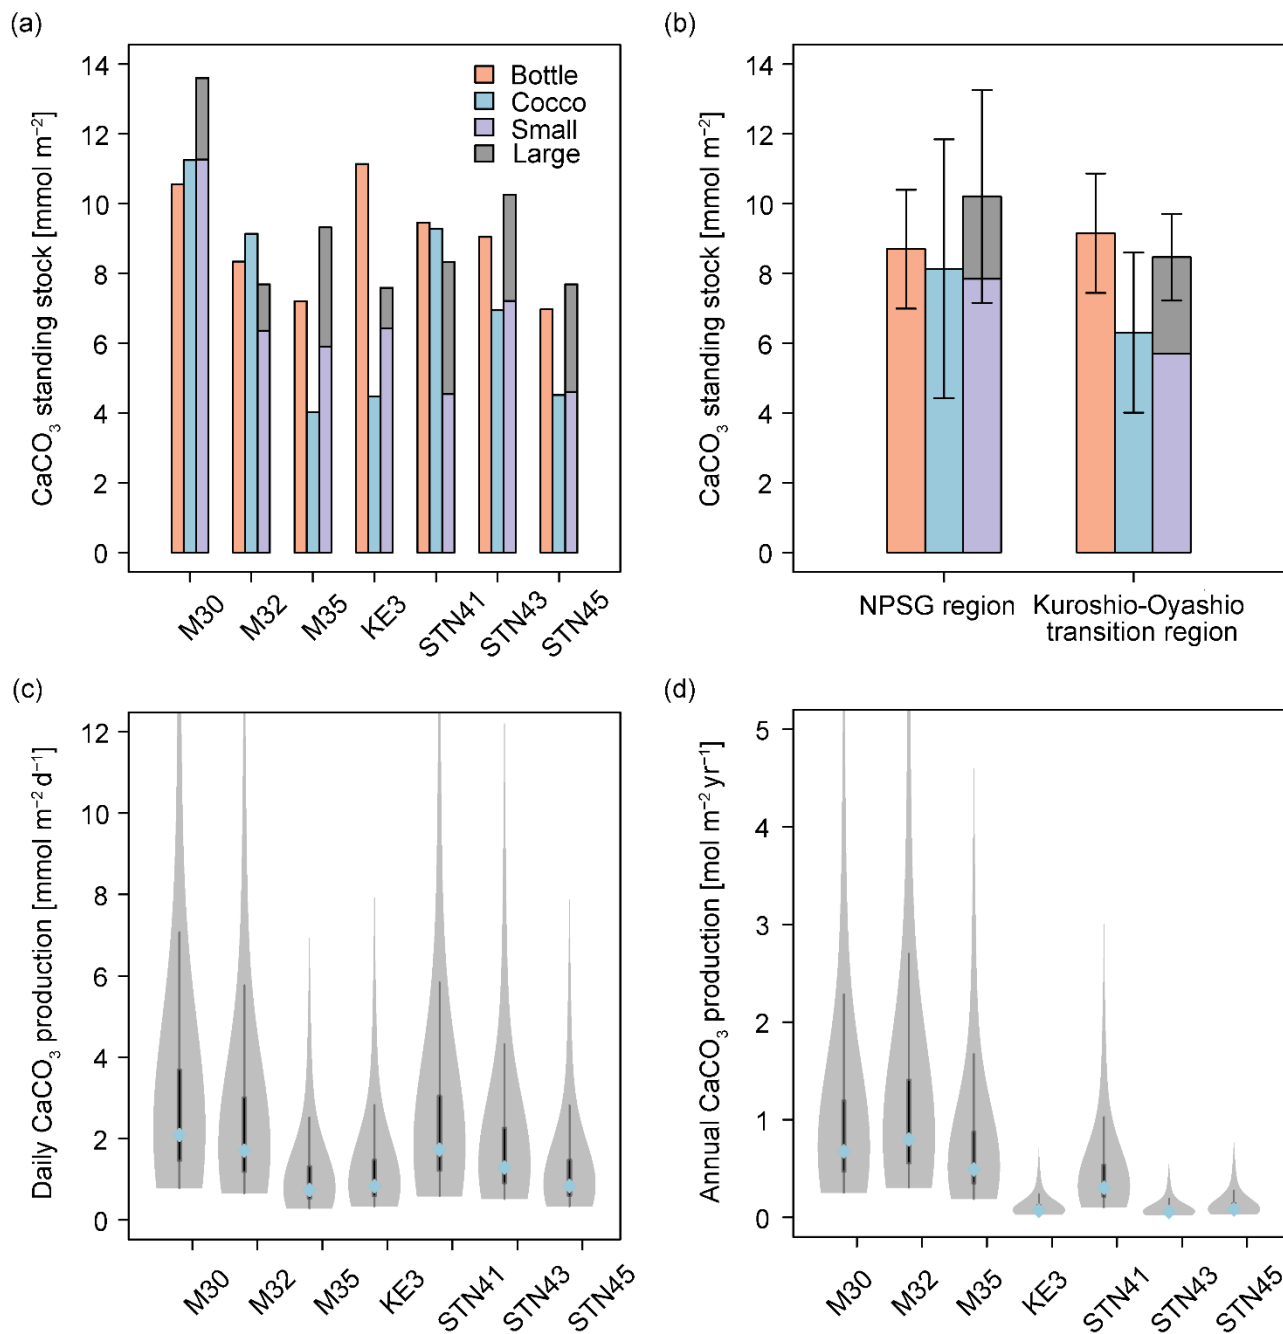 (a)
CaCO₃ standing stock [mmol m⁻²]
14
12
10
8
6
4
2
0
Bottle
Cocco
Small
Large
M30
M32
M35
KE3
STN41
STN43
STN45
(b)
CaCO₃ standing stock [mmol m⁻²]
14
12
10
8
6
4
2
0
NPSG region
Kuroshio-Oyashio
transition region
(c)
Daily CaCO₃ production [mmol m⁻² d⁻¹]
12
10
8
6
4
2
0
M30
M32
M35
KE3
STN41
STN43
STN45
(d)
Annual CaCO₃ production [mol m⁻² yr⁻¹]
5
4
3
2
1
0
M30
M32
M35
KE3
STN41
STN43
STN45